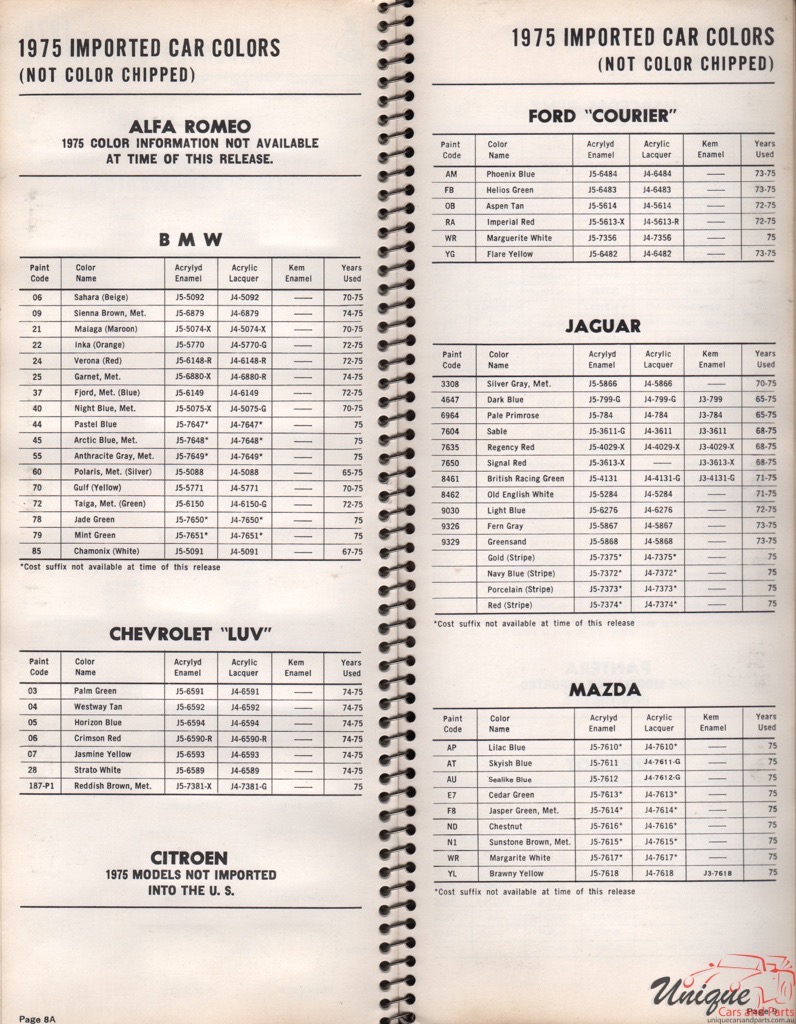 1975 IMPORTED CAR COLORS
(NOT COLOR CHIPPED)
ALFA ROMEO
1975 COLOR INFORMATION NOT AVAILABLE
AT TIME OF THIS RELEASE.
B M W
Paint Code Color Name Acrylyd Enamel Acrylic Lacquer Kem Enamel Years Used
06 Sahara (Beige) J5-5092 J4-5092 —— 70-75
09 Sienna Brown, Met. J5-6879 J4-6879 —— 74-75
21 Malaga (Maroon) J5-5074-X J4-5074-X —— 70-75
22 Inka (Orange) J5-5770 J4-5770-G —— 72-75
24 Verona (Red) J5-6148-R J4-6148-R —— 72-75
25 Garnet, Met. J5-6880-X J4-6880-R —— 74-75
37 Fjord, Met. (Blue) J5-6149 J4-6149 —— 72-75
40 Night Blue, Met. J5-5075-X J4-5075-G —— 70-75
44 Pastel Blue J5-7647* J4-7647* —— 75
45 Arctic Blue, Met. J5-7648* J4-7648* —— 75
55 Anthracite Gray, Met. J5-7649* J4-7649* —— 75
60 Polaris, Met. (Silver) J5-5088 J4-5088 —— 65-75
70 Gulf (Yellow) J5-5771 J4-5771 —— 70-75
72 Taiga, Met. (Green) J5-6150 J4-6150-G —— 72-75
78 Jade Green J5-7650* J4-7650* —— 75
79 Mint Green J5-7651* J4-7651* —— 75
85 Chamonix (White) J5-5091 J4-5091 —— 67-75
*Cost suffix not available at time of this release
CHEVROLET "LUV"
Paint Code Color Name Acrylyd Enamel Acrylic Lacquer Kem Enamel Years Used
03 Palm Green J5-6591 J4-6591 —— 74-75
04 Westway Tan J5-6592 J4-6592 —— 74-75
05 Horizon Blue J5-6594 J4-6594 —— 74-75
06 Crimson Red J5-6590-R J4-6590-R —— 74-75
07 Jasmine Yellow J5-6593 J4-6593 —— 74-75
28 Strato White J5-6589 J4-6589 —— 74-75
187-P1 Reddish Brown, Met. J5-7381-X J4-7381-G —— 75
CITROEN
1975 MODELS NOT IMPORTED
INTO THE U. S.
Page 8A
1975 IMPORTED CAR COLORS
(NOT COLOR CHIPPED)
FORD "COURIER"
Paint Code Color Name Acrylyd Enamel Acrylic Lacquer Kem Enamel Years Used
AM Phoenix Blue J5-6484 J4-6484 —— 73-75
FB Helios Green J5-6483 J4-6483 —— 73-75
OB Aspen Tan J5-5614 J4-5614 —— 72-75
RA Imperial Red J5-5613-X J4-5613-R —— 72-75
WR Marguerite White J5-7356 J4-7356 —— 75
YG Flare Yellow J5-6482 J4-6482 —— 73-75
JAGUAR
Paint Code Color Name Acrylyd Enamel Acrylic Lacquer Kem Enamel Years Used
3308 Silver Gray, Met. J5-5866 J4-5866 —— 70-75
4647 Dark Blue J5-799-G J4-799-G J3-799 65-75
6964 Pale Primrose J5-784 J4-784 J3-784 65-75
7604 Sable J5-3611-G J4-3611 J3-3611 68-75
7635 Regency Red J5-4029-X J4-4029-X J3-4029-X 68-75
7650 Signal Red J5-3613-X —— J3-3613-X 68-75
8461 British Racing Green J5-4131 J4-4131-G J3-4131-G 71-75
8462 Old English White J5-5284 J4-5284 —— 71-75
9030 Light Blue J5-6276 J4-6276 —— 72-75
9326 Fern Gray J5-5867 J4-5867 —— 73-75
9329 Greensand J5-5868 J4-5868 —— 73-75
Gold (Stripe) J5-7375* J4-7375* —— 75
Navy Blue (Stripe) J5-7372* J4-7372* —— 75
Porcelain (Stripe) J5-7373* J4-7373* —— 75
Red (Stripe) J5-7374* J4-7374* —— 75
*Cost suffix not available at time of this release
MAZDA
Paint Code Color Name Acrylyd Enamel Acrylic Lacquer Kem Enamel Years Used
AP Lilac Blue J5-7610* J4-7610* —— 75
AT Skyish Blue J5-7611 J4-7611-G —— 75
AU Sealike Blue J5-7612 J4-7612-G —— 75
E7 Cedar Green J5-7613* J4-7613* —— 75
F8 Jasper Green, Met. J5-7614* J4-7614* —— 75
ND Chestnut J5-7616* J4-7616* —— 75
N1 Sunstone Brown, Met. J5-7615* J4-7615* —— 75
WR Margarite White J5-7617* J4-7617* —— 75
YL Brawny Yellow J5-7618 J4-7618 J3-7618 75
*Cost suffix not available at time of this release
Unique
Cars and Parts
uniquecarsandparts.com.au